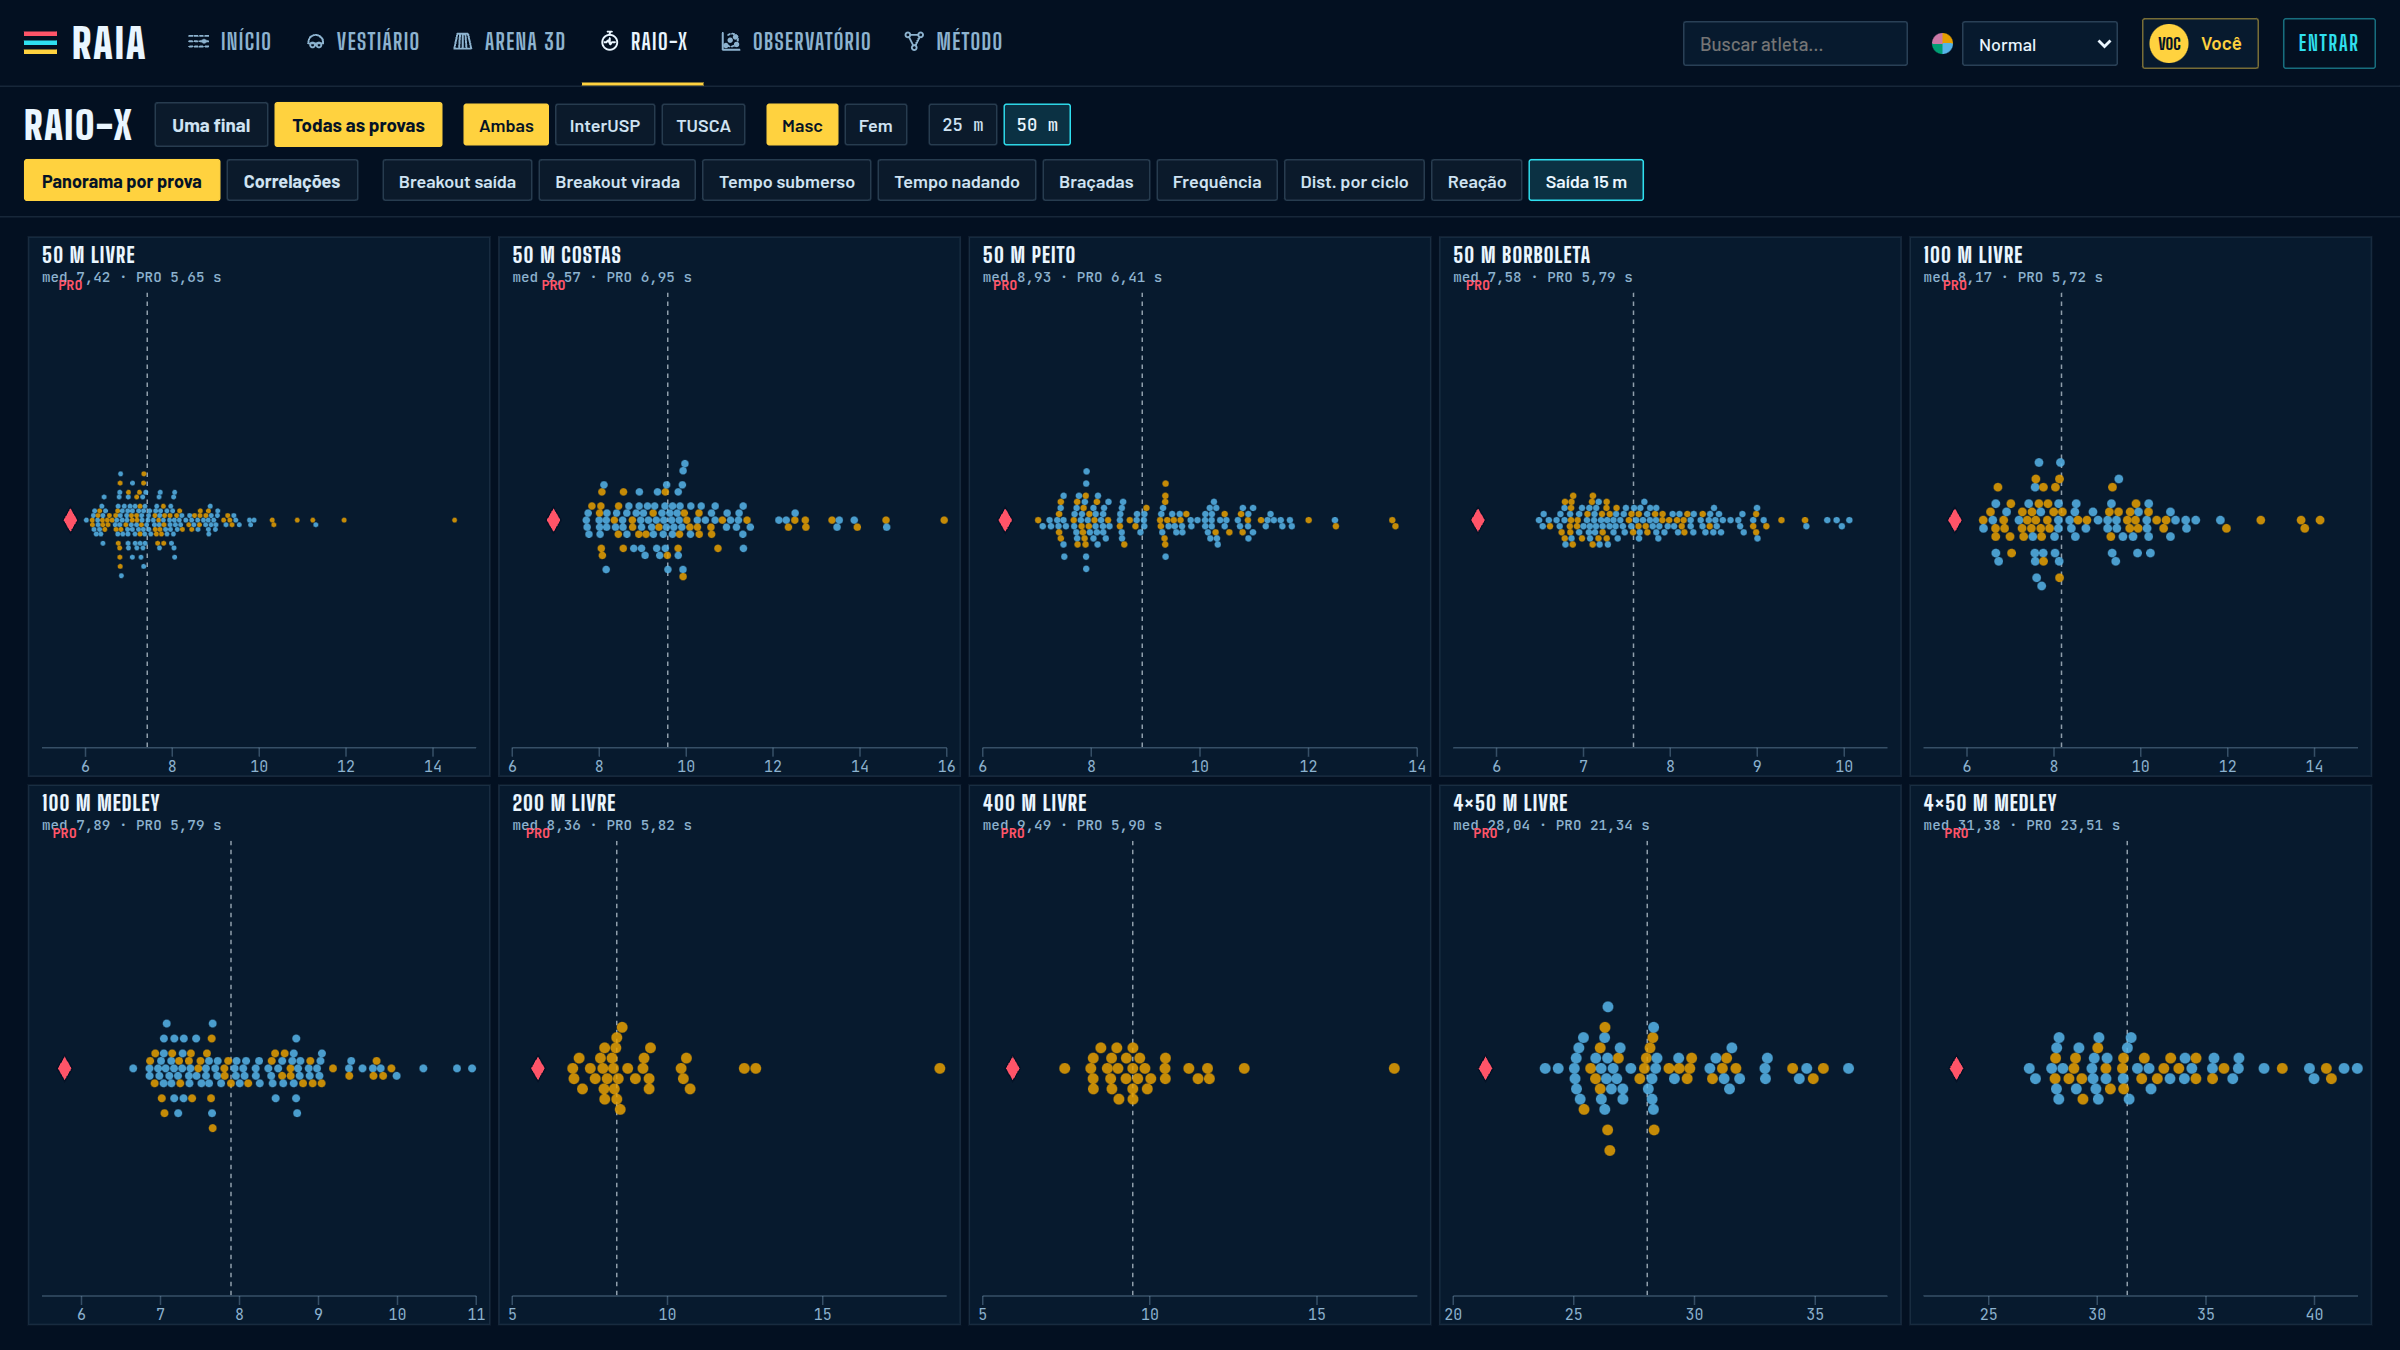 RAIA INÍCIO VESTIÁRIO ARENA 3D RAIO-X OBSERVATÓRIO MÉTODO Buscar atleta... Normal VOC Você ENTRAR
RAIO-X Uma final Todas as provas Ambas InterUSP TUSCA Masc Fem 25 m 50 m
Panorama por prova Correlações Breakout saída Breakout virada Tempo submerso Tempo nadando Braçadas Frequência Dist. por ciclo Reação Saída 15 m
50 M LIVRE
med 7,42 · PRO 5,65 s
PRO
6 8 10 12 14
50 M COSTAS
med 9,57 · PRO 6,95 s
PRO
6 8 10 12 14 16
50 M PEITO
med 8,93 · PRO 6,41 s
PRO
6 8 10 12 14
50 M BORBOLETA
med 7,58 · PRO 5,79 s
PRO
6 7 8 9 10
100 M LIVRE
med 8,17 · PRO 5,72 s
PRO
6 8 10 12 14
100 M MEDLEY
med 7,89 · PRO 5,79 s
PRO
6 7 8 9 10 11
200 M LIVRE
med 8,36 · PRO 5,82 s
PRO
5 10 15
400 M LIVRE
med 9,49 · PRO 5,90 s
PRO
5 10 15
4×50 M LIVRE
med 28,04 · PRO 21,34 s
PRO
20 25 30 35
4×50 M MEDLEY
med 31,38 · PRO 23,51 s
PRO
25 30 35 40